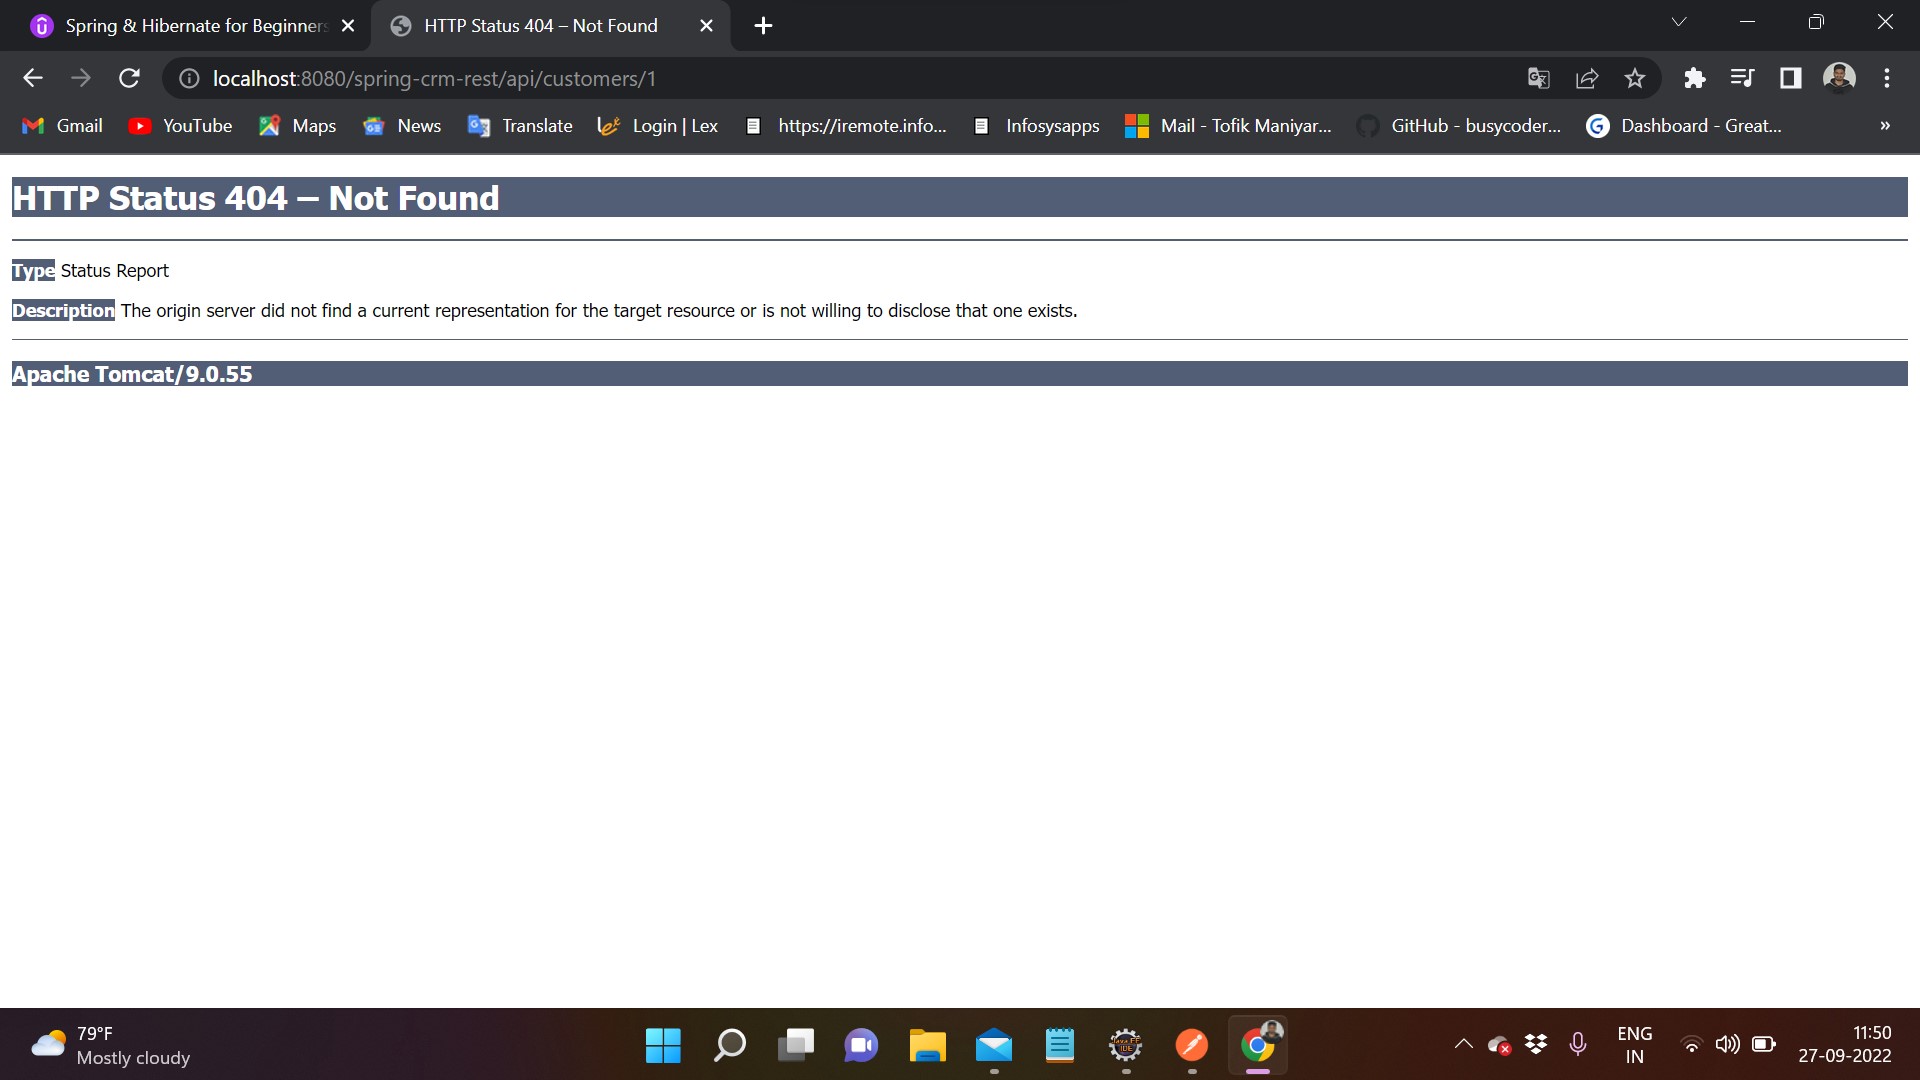 Spring & Hibernate for Beginners
HTTP Status 404 – Not Found
localhost:8080/spring-crm-rest/api/customers/1
Gmail
YouTube
Maps
News
Translate
Login | Lex
https://iremote.info...
Infosysapps
Mail - Tofik Maniyar...
GitHub - busycoder...
Dashboard - Great...
»
HTTP Status 404 – Not Found
Type Status Report
Description The origin server did not find a current representation for the target resource or is not willing to disclose that one exists.
Apache Tomcat/9.0.55
79°F
Mostly cloudy
Java EE
IDE
ENG
IN
11:50
27-09-2022